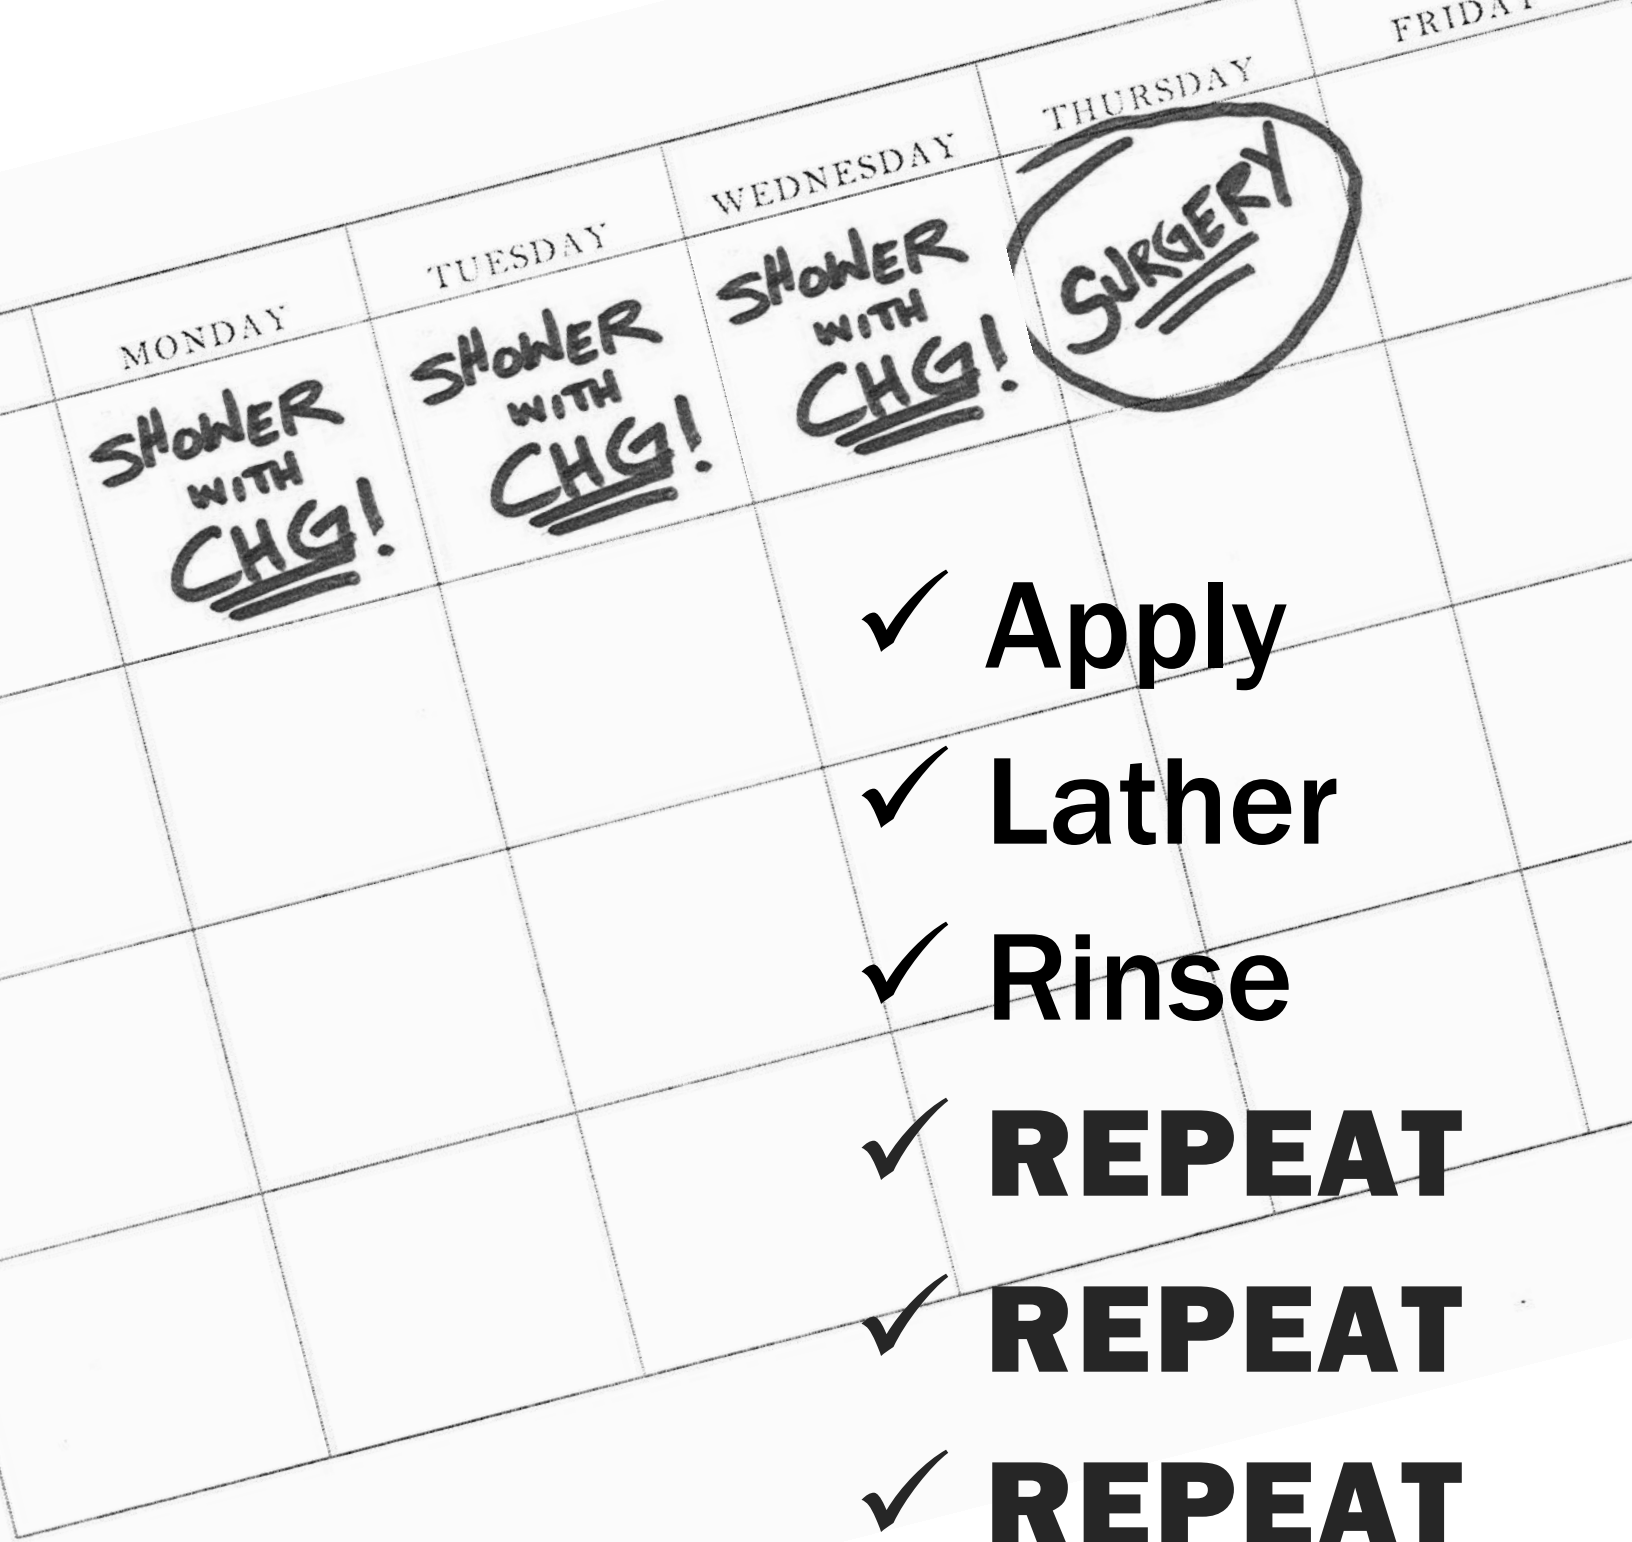 MONDAY
TUESDAY
WEDNESDAY
THURSDAY
FRIDAY
SHOWER
WITH
CHG!
SHOWER
WITH
CHG!
SHOWER
WITH
CHG!
SURGERY
✓ Apply
✓ Lather
✓ Rinse
✓ REPEAT
✓ REPEAT
✓ REPEAT